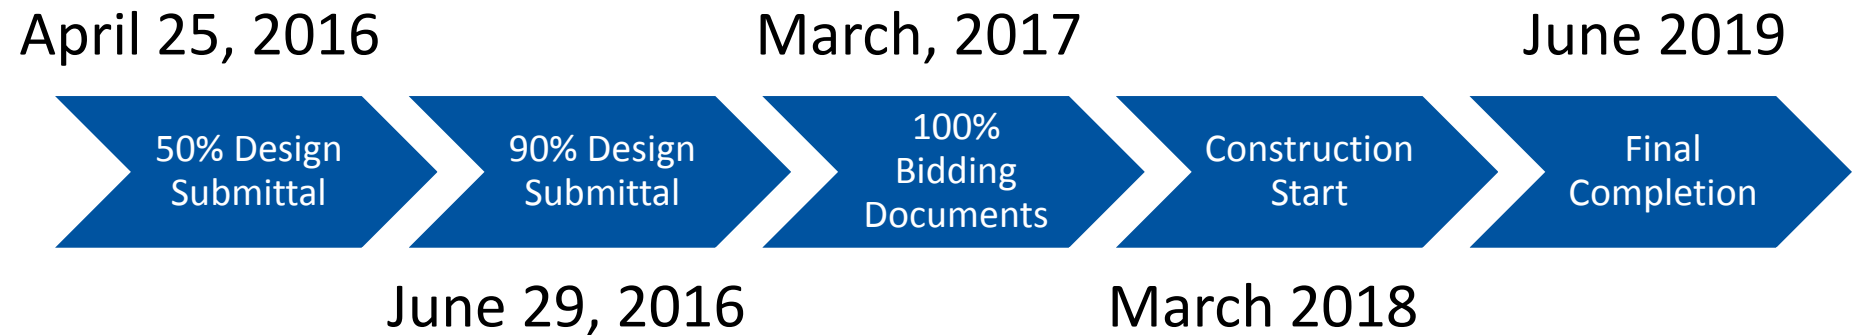 April 25, 2016
March, 2017
June 2019
50% Design
Submittal
90% Design
Submittal
100%
Bidding
Documents
Construction
Start
Final
Completion
June 29, 2016
March 2018